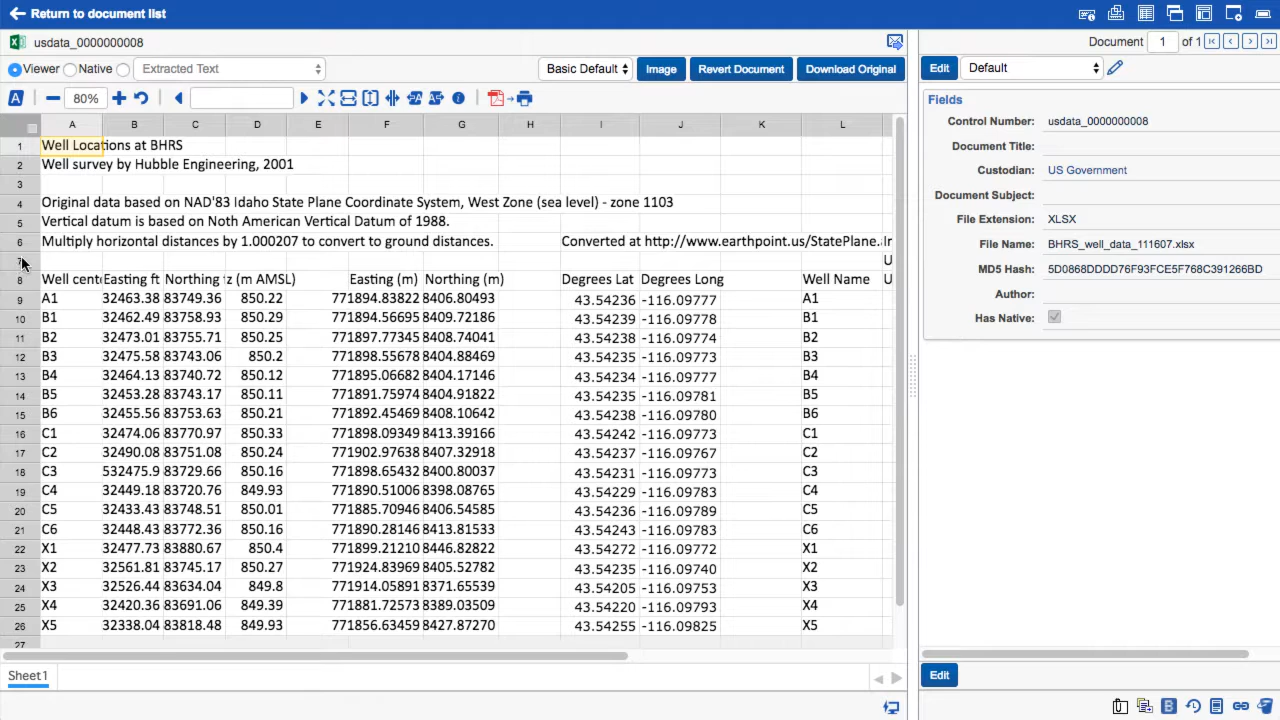 Return to document list
usdata_0000000008
Document 1 of 1
Viewer Native Extracted Text Basic Default Image Revert Document Download Original Edit Default
80%
Fields
A B C D E F G H I J K L
1 Well Locations at BHRS
2 Well survey by Hubble Engineering, 2001
3
4 Original data based on NAD'83 Idaho State Plane Coordinate System, West Zone (sea level) - zone 1103
5 Vertical datum is based on Noth American Vertical Datum of 1988.
6 Multiply horizontal distances by 1.000207 to convert to ground distances. Converted at http://www.earthpoint.us/StatePlane.
7 U
8 Well cente Easting ft Northing z (m AMSL) Easting (m) Northing (m) Degrees Lat Degrees Long Well Name U
9 A1 32463.38 83749.36 850.22 771894.83822 8406.80493 43.54236 -116.09777 A1
10 B1 32462.49 83758.93 850.29 771894.56695 8409.72186 43.54239 -116.09778 B1
11 B2 32473.01 83755.71 850.25 771897.77345 8408.74041 43.54238 -116.09774 B2
12 B3 32475.58 83743.06 850.2 771898.55678 8404.88469 43.54235 -116.09773 B3
13 B4 32464.13 83740.72 850.12 771895.06682 8404.17146 43.54234 -116.09777 B4
14 B5 32453.28 83743.17 850.11 771891.75974 8404.91822 43.54235 -116.09781 B5
15 B6 32455.56 83753.63 850.21 771892.45469 8408.10642 43.54238 -116.09780 B6
16 C1 32474.06 83770.97 850.33 771898.09349 8413.39166 43.54242 -116.09773 C1
17 C2 32490.08 83751.08 850.24 771902.97638 8407.32918 43.54237 -116.09767 C2
18 C3 532475.9 83729.66 850.16 771898.65432 8400.80037 43.54231 -116.09773 C3
19 C4 32449.18 83720.76 849.93 771890.51006 8398.08765 43.54229 -116.09783 C4
20 C5 32433.43 83748.51 850.01 771885.70946 8406.54585 43.54236 -116.09789 C5
21 C6 32448.43 83772.36 850.16 771890.28146 8413.81533 43.54243 -116.09783 C6
22 X1 32477.73 83880.67 850.4 771899.21210 8446.82822 43.54272 -116.09772 X1
23 X2 32561.81 83745.17 850.27 771924.83969 8405.52782 43.54235 -116.09740 X2
24 X3 32526.44 83634.04 849.8 771914.05891 8371.65539 43.54205 -116.09753 X3
25 X4 32420.36 83691.06 849.39 771881.72573 8389.03509 43.54220 -116.09793 X4
26 X5 32338.04 83818.48 849.93 771856.63459 8427.87270 43.54255 -116.09825 X5
27
Control Number: usdata_0000000008
Document Title:
Custodian: US Government
Document Subject:
File Extension: XLSX
File Name: BHRS_well_data_111607.xlsx
MD5 Hash: 5D0868DDDD76F93FCE5F768C391266BD
Author:
Has Native:
Sheet1
Edit